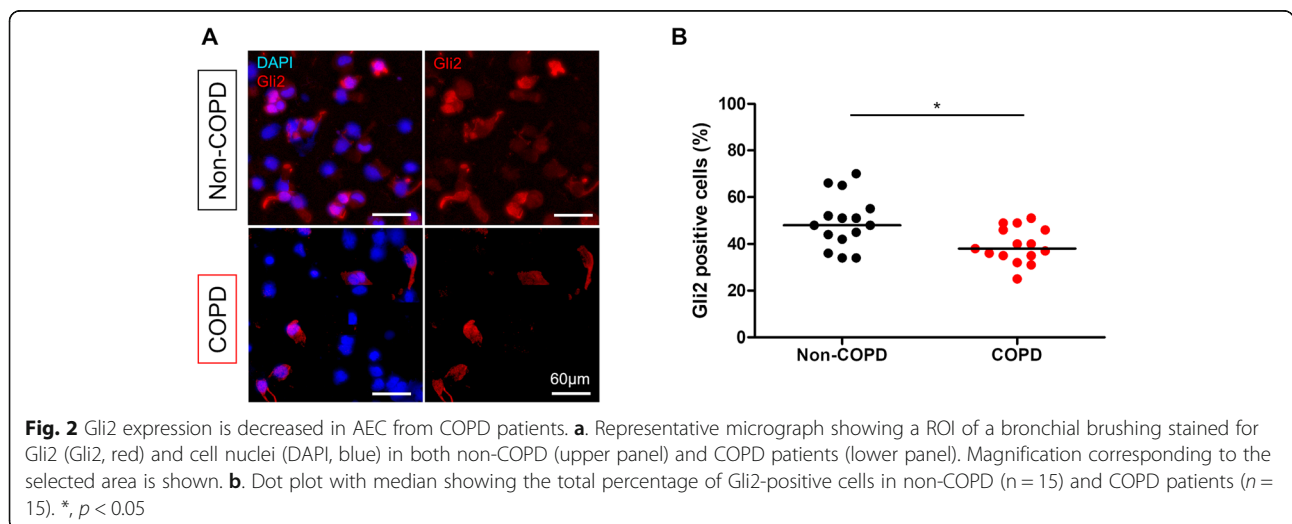 A
B
Non-COPD
DAPI
Gli2
Gli2
COPD
60µm
Gli2 positive cells (%)
100
80
60
40
20
0
*
Non-COPD
COPD
Fig. 2 Gli2 expression is decreased in AEC from COPD patients. a. Representative micrograph showing a ROI of a bronchial brushing stained for
Gli2 (Gli2, red) and cell nuclei (DAPI, blue) in both non-COPD (upper panel) and COPD patients (lower panel). Magnification corresponding to the
selected area is shown. b. Dot plot with median showing the total percentage of Gli2-positive cells in non-COPD (n = 15) and COPD patients (n =
15). *, p < 0.05